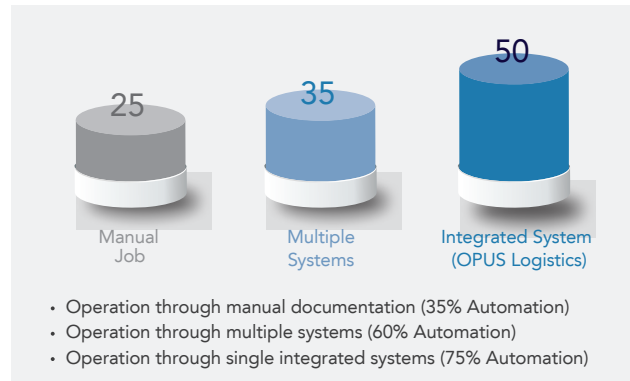 25
35
50
Manual
Job
Multiple
Systems
Integrated System
(OPUS Logistics)
• Operation through manual documentation (35% Automation)
• Operation through multiple systems (60% Automation)
• Operation through single integrated systems (75% Automation)